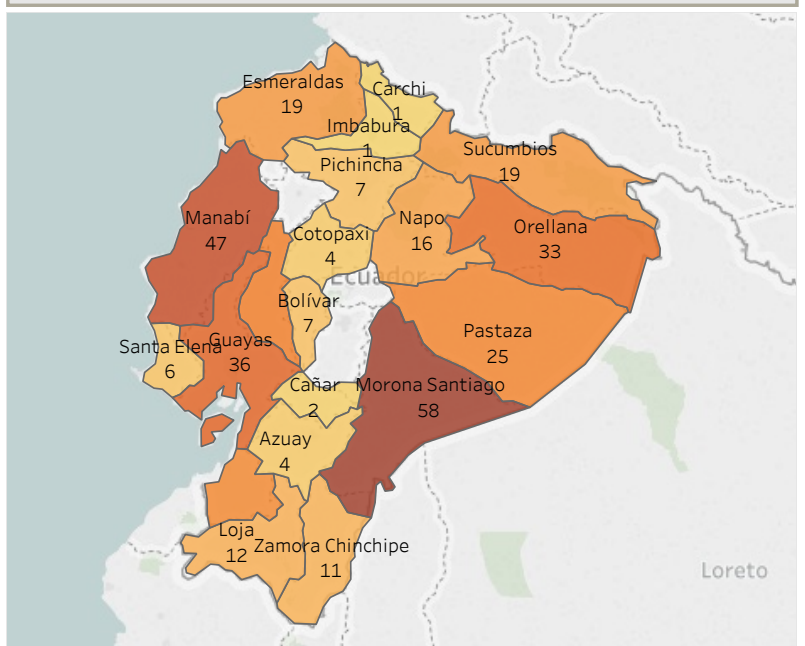 Esmeraldas
19
Carchi
1
Imbabura
1
Sucumbios
19
Pichincha
7
Manabí
47
Napo
16
Orellana
33
Cotopaxi
4
Ecuador
Bolívar
7
Santa Elena
6
Guayas
36
Pastaza
25
Cañar
2
Morona Santiago
58
Azuay
4
Loja
12
Zamora Chinchipe
11
Loreto